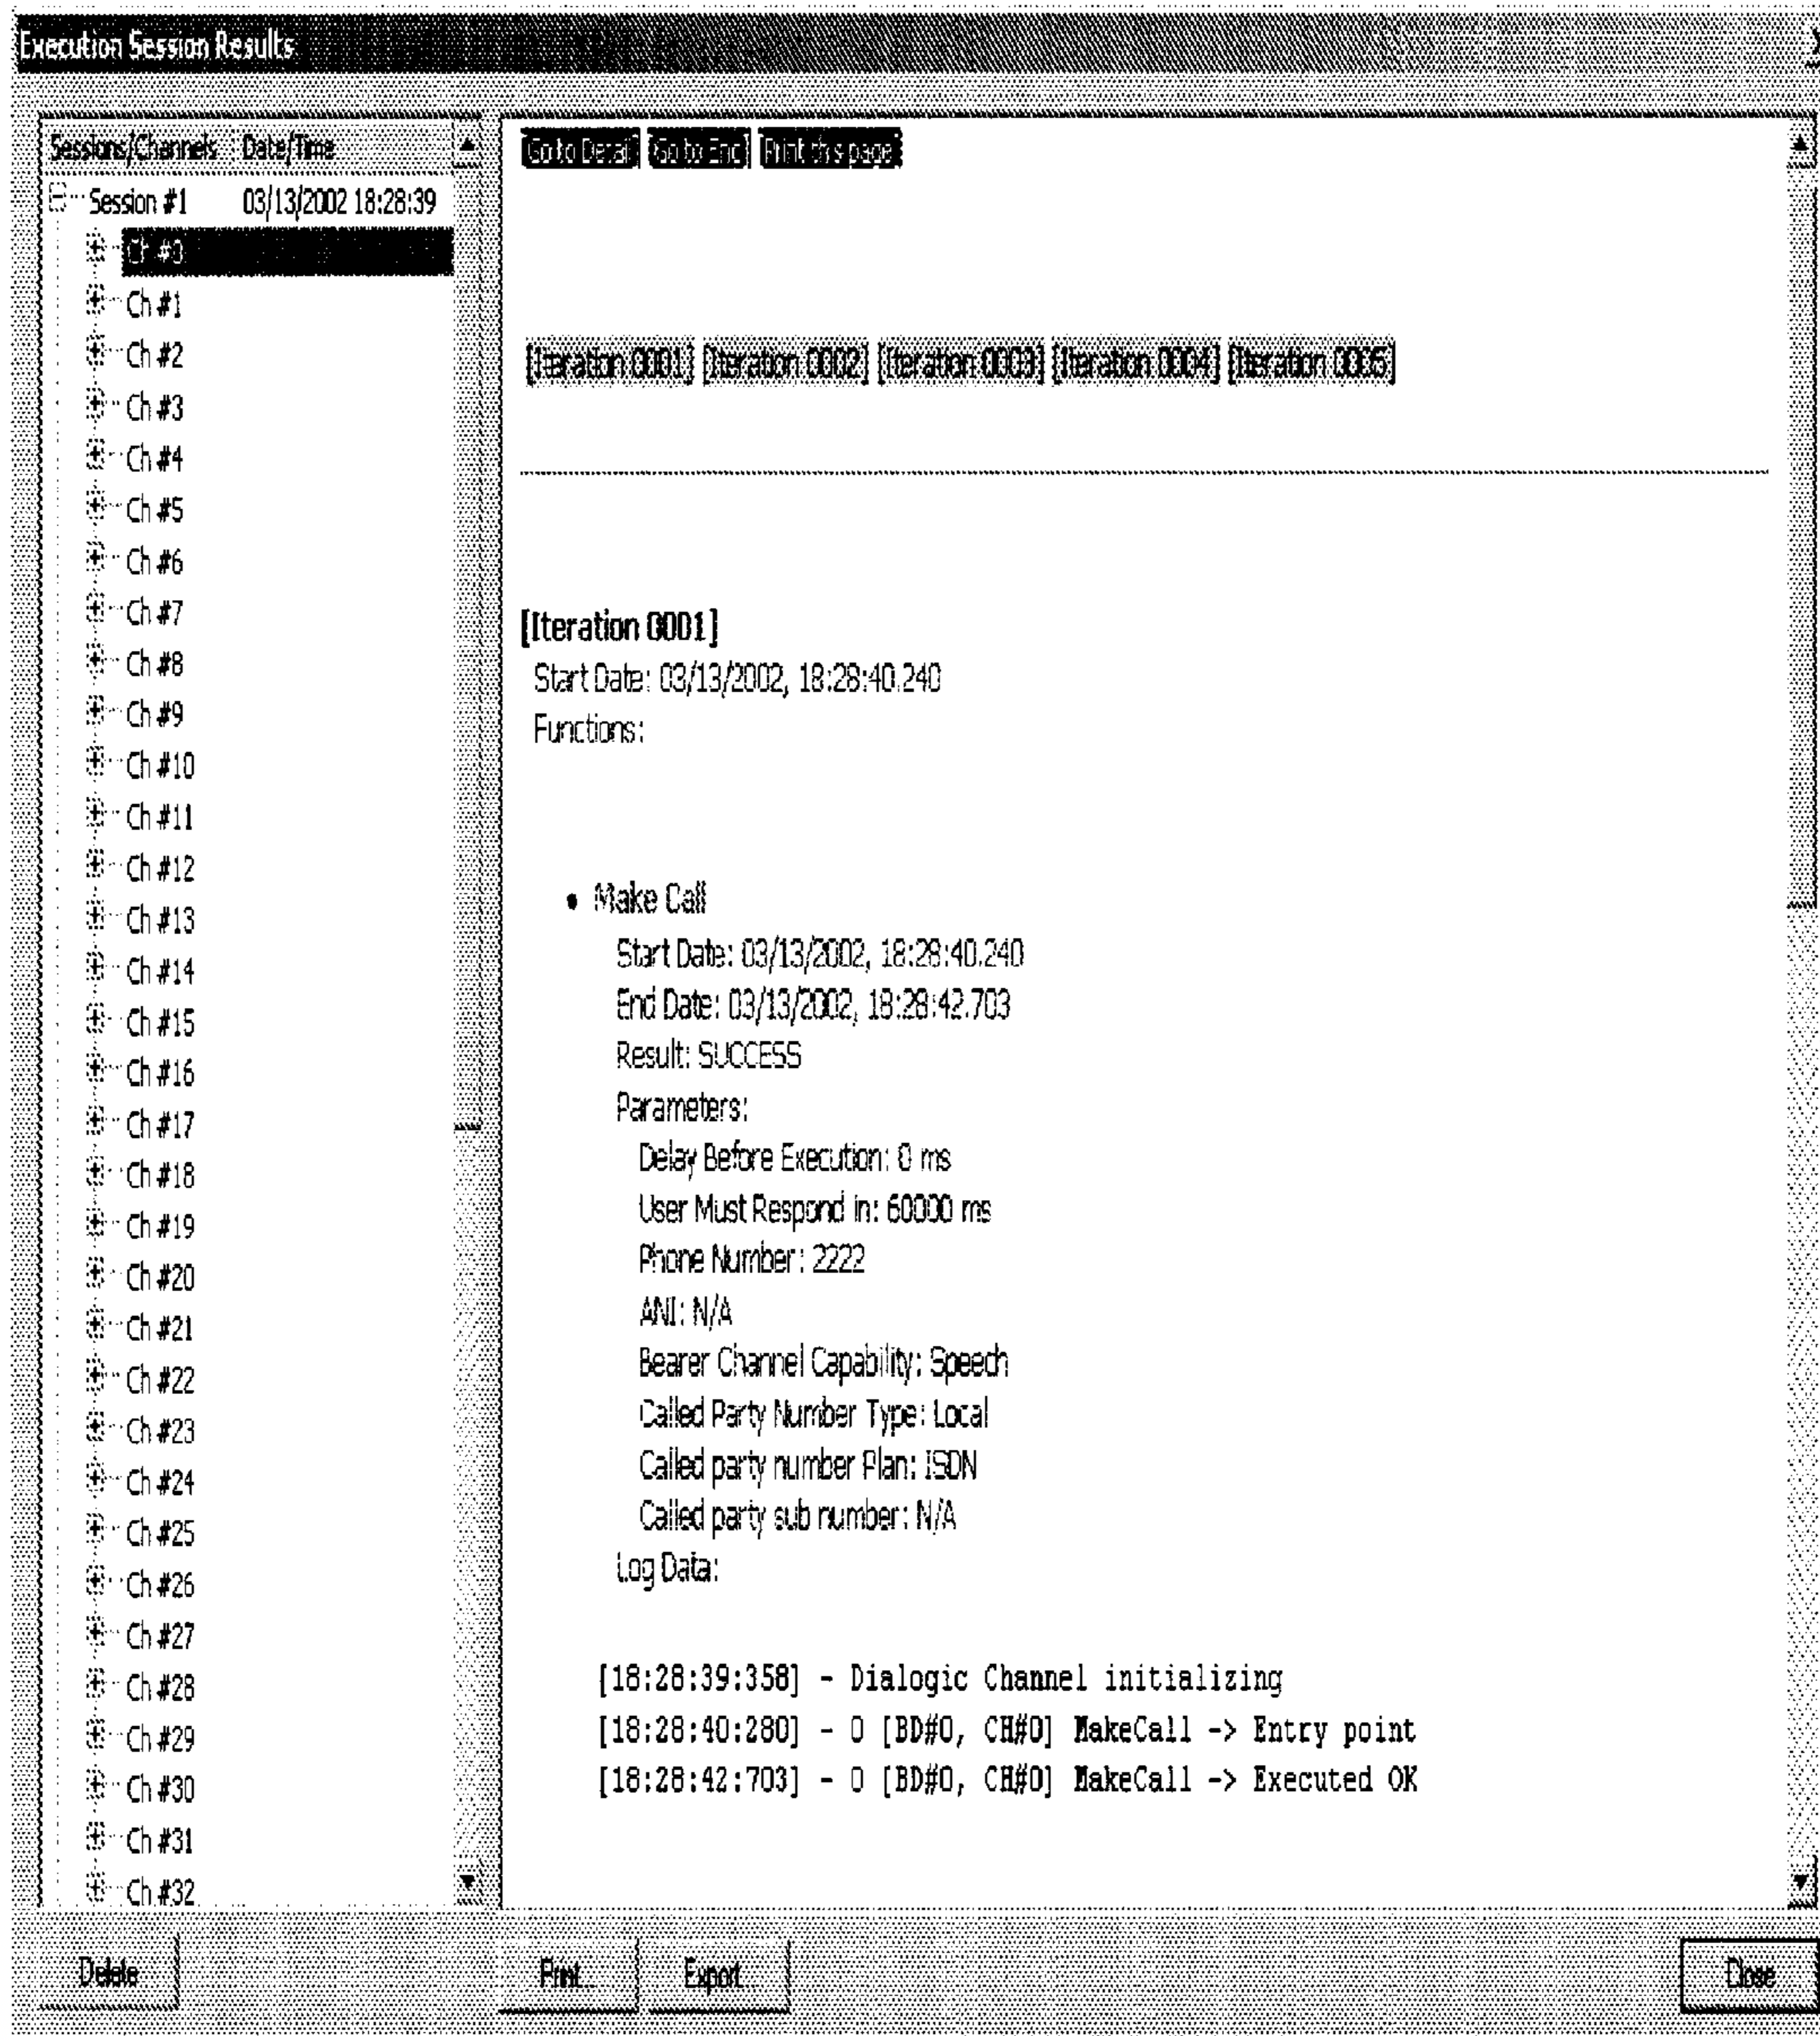 Execution Session Results
Sessions/Channels Date/Time
Session #1 03/13/2002 18:28:39
Ch #0
Ch #1
Ch #2
Ch #3
Ch #4
Ch #5
Ch #6
Ch #7
Ch #8
Ch #9
Ch #10
Ch #11
Ch #12
Ch #13
Ch #14
Ch #15
Ch #16
Ch #17
Ch #18
Ch #19
Ch #20
Ch #21
Ch #22
Ch #23
Ch #24
Ch #25
Ch #26
Ch #27
Ch #28
Ch #29
Ch #30
Ch #31
Ch #32
Go to Detail Go to End Print this page
[Iteration 0001] [Iteration 0002] [Iteration 0003] [Iteration 0004] [Iteration 0005]
[Iteration 0001]
Start Date: 03/13/2002, 18:28:40.240
Functions:
• Make Call
Start Date: 03/13/2002, 18:28:40.240
End Date: 03/13/2002, 18:28:42.703
Result: SUCCESS
Parameters:
Delay Before Execution: 0 ms
User Must Respond in: 60000 ms
Phone Number: 2222
ANI: N/A
Bearer Channel Capability: Speech
Called Party Number Type: Local
Called party number Plan: ISDN
Called party sub number: N/A
Log Data:
[18:28:39:358] - Dialogic Channel initializing
[18:28:40:280] - 0 [BD#0, CH#0] MakeCall -> Entry point
[18:28:42:703] - 0 [BD#0, CH#0] MakeCall -> Executed OK
Delete
Print... Export...
Close